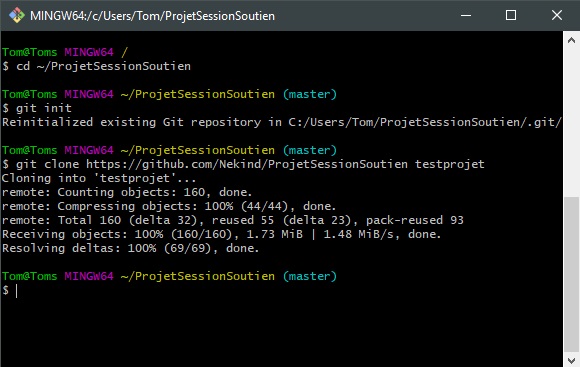 MINGW64:/c/Users/Tom/ProjetSessionSoutien
Tom@Toms MINGW64 /
$ cd ~/ProjetSessionSoutien
Tom@Toms MINGW64 ~/ProjetSessionSoutien (master)
$ git init
Reinitialized existing Git repository in C:/Users/Tom/ProjetSessionSoutien/.git/
Tom@Toms MINGW64 ~/ProjetSessionSoutien (master)
$ git clone https://github.com/Nekind/ProjetSessionSoutien testprojet
Cloning into 'testprojet'...
remote: Counting objects: 160, done.
remote: Compressing objects: 100% (44/44), done.
remote: Total 160 (delta 32), reused 55 (delta 23), pack-reused 93
Receiving objects: 100% (160/160), 1.73 MiB | 1.48 MiB/s, done.
Resolving deltas: 100% (69/69), done.
Tom@Toms MINGW64 ~/ProjetSessionSoutien (master)
$